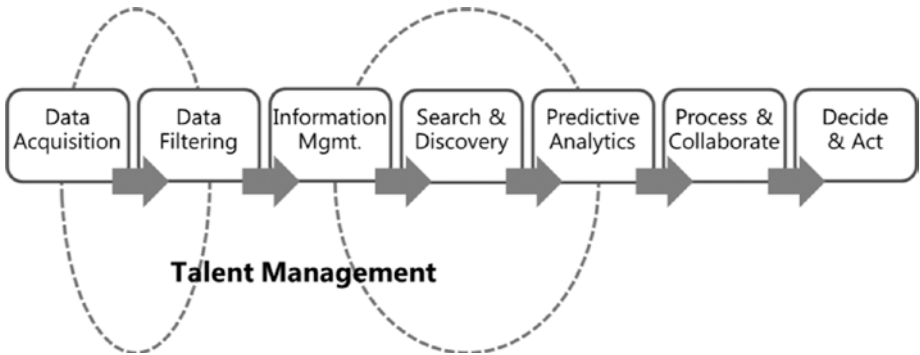 Data
Acquisition
Data
Filtering
Information
Mgmt.
Search &
Discovery
Predictive
Analytics
Process &
Collaborate
Decide
& Act
Talent Management